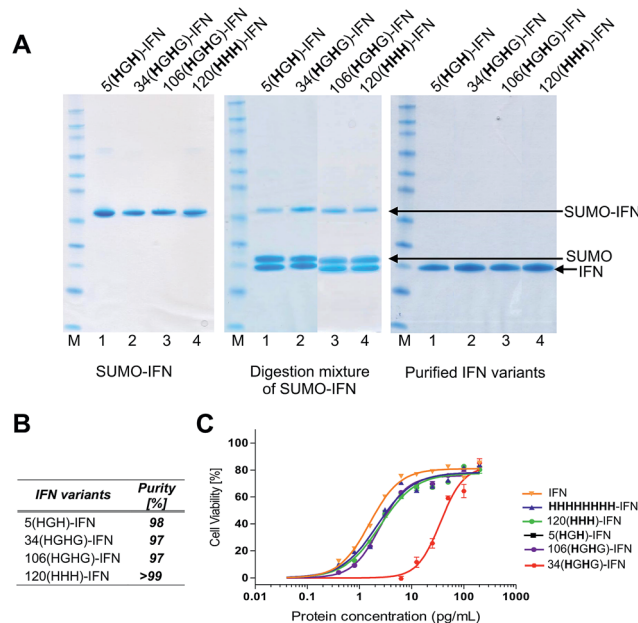 A
5(HGH)-IFN
34(HGHG)-IFN
106(HGHG)-IFN
120(HHH)-IFN
5(HGH)-IFN
34(HGHG)-IFN
106(HGHG)-IFN
120(HHH)-IFN
5(HGH)-IFN
34(HGHG)-IFN
106(HGHG)-IFN
120(HHH)-IFN
SUMO-IFN
SUMO
IFN
M 1 2 3 4
M 1 2 3 4
M 1 2 3 4
SUMO-IFN
Digestion mixture
of SUMO-IFN
Purified IFN variants
B
IFN variants Purity
[%]
5(HGH)-IFN 98
34(HGHG)-IFN 97
106(HGHG)-IFN 97
120(HHH)-IFN >99
C
Cell Viability [%]
100
80
60
40
20
0
0.01 0.1 1 10 100 1000
Protein concentration (pg/mL)
IFN
HHHHHHHH-IFN
120(HHH)-IFN
5(HGH)-IFN
106(HGHG)-IFN
34(HGHG)-IFN